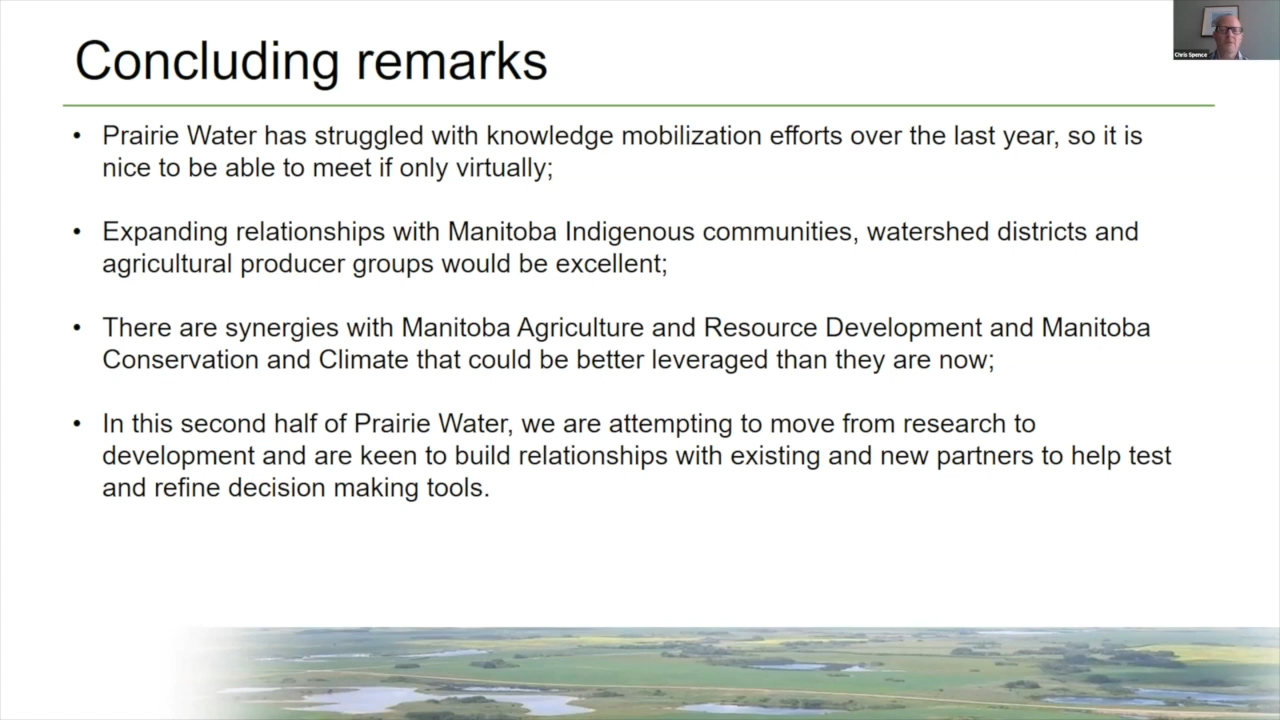 Concluding remarks
Chris Spence
• Prairie Water has struggled with knowledge mobilization efforts over the last year, so it is
nice to be able to meet if only virtually;
• Expanding relationships with Manitoba Indigenous communities, watershed districts and
agricultural producer groups would be excellent;
• There are synergies with Manitoba Agriculture and Resource Development and Manitoba
Conservation and Climate that could be better leveraged than they are now;
• In this second half of Prairie Water, we are attempting to move from research to
development and are keen to build relationships with existing and new partners to help test
and refine decision making tools.